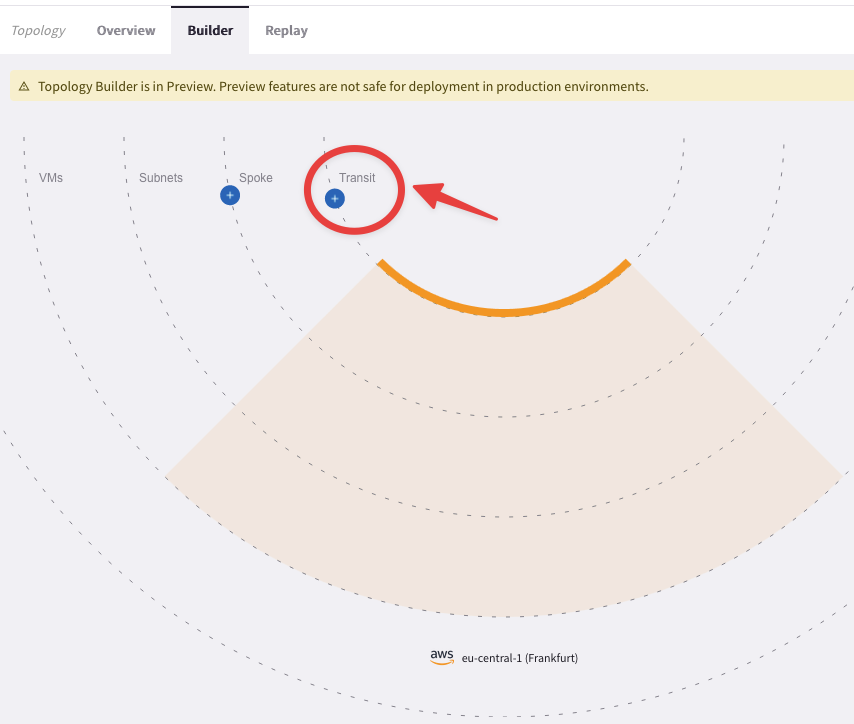 Topology Overview Builder Replay
Topology Builder is in Preview. Preview features are not safe for deployment in production environments.
VMs Subnets Spoke Transit
aws eu-central-1 (Frankfurt)